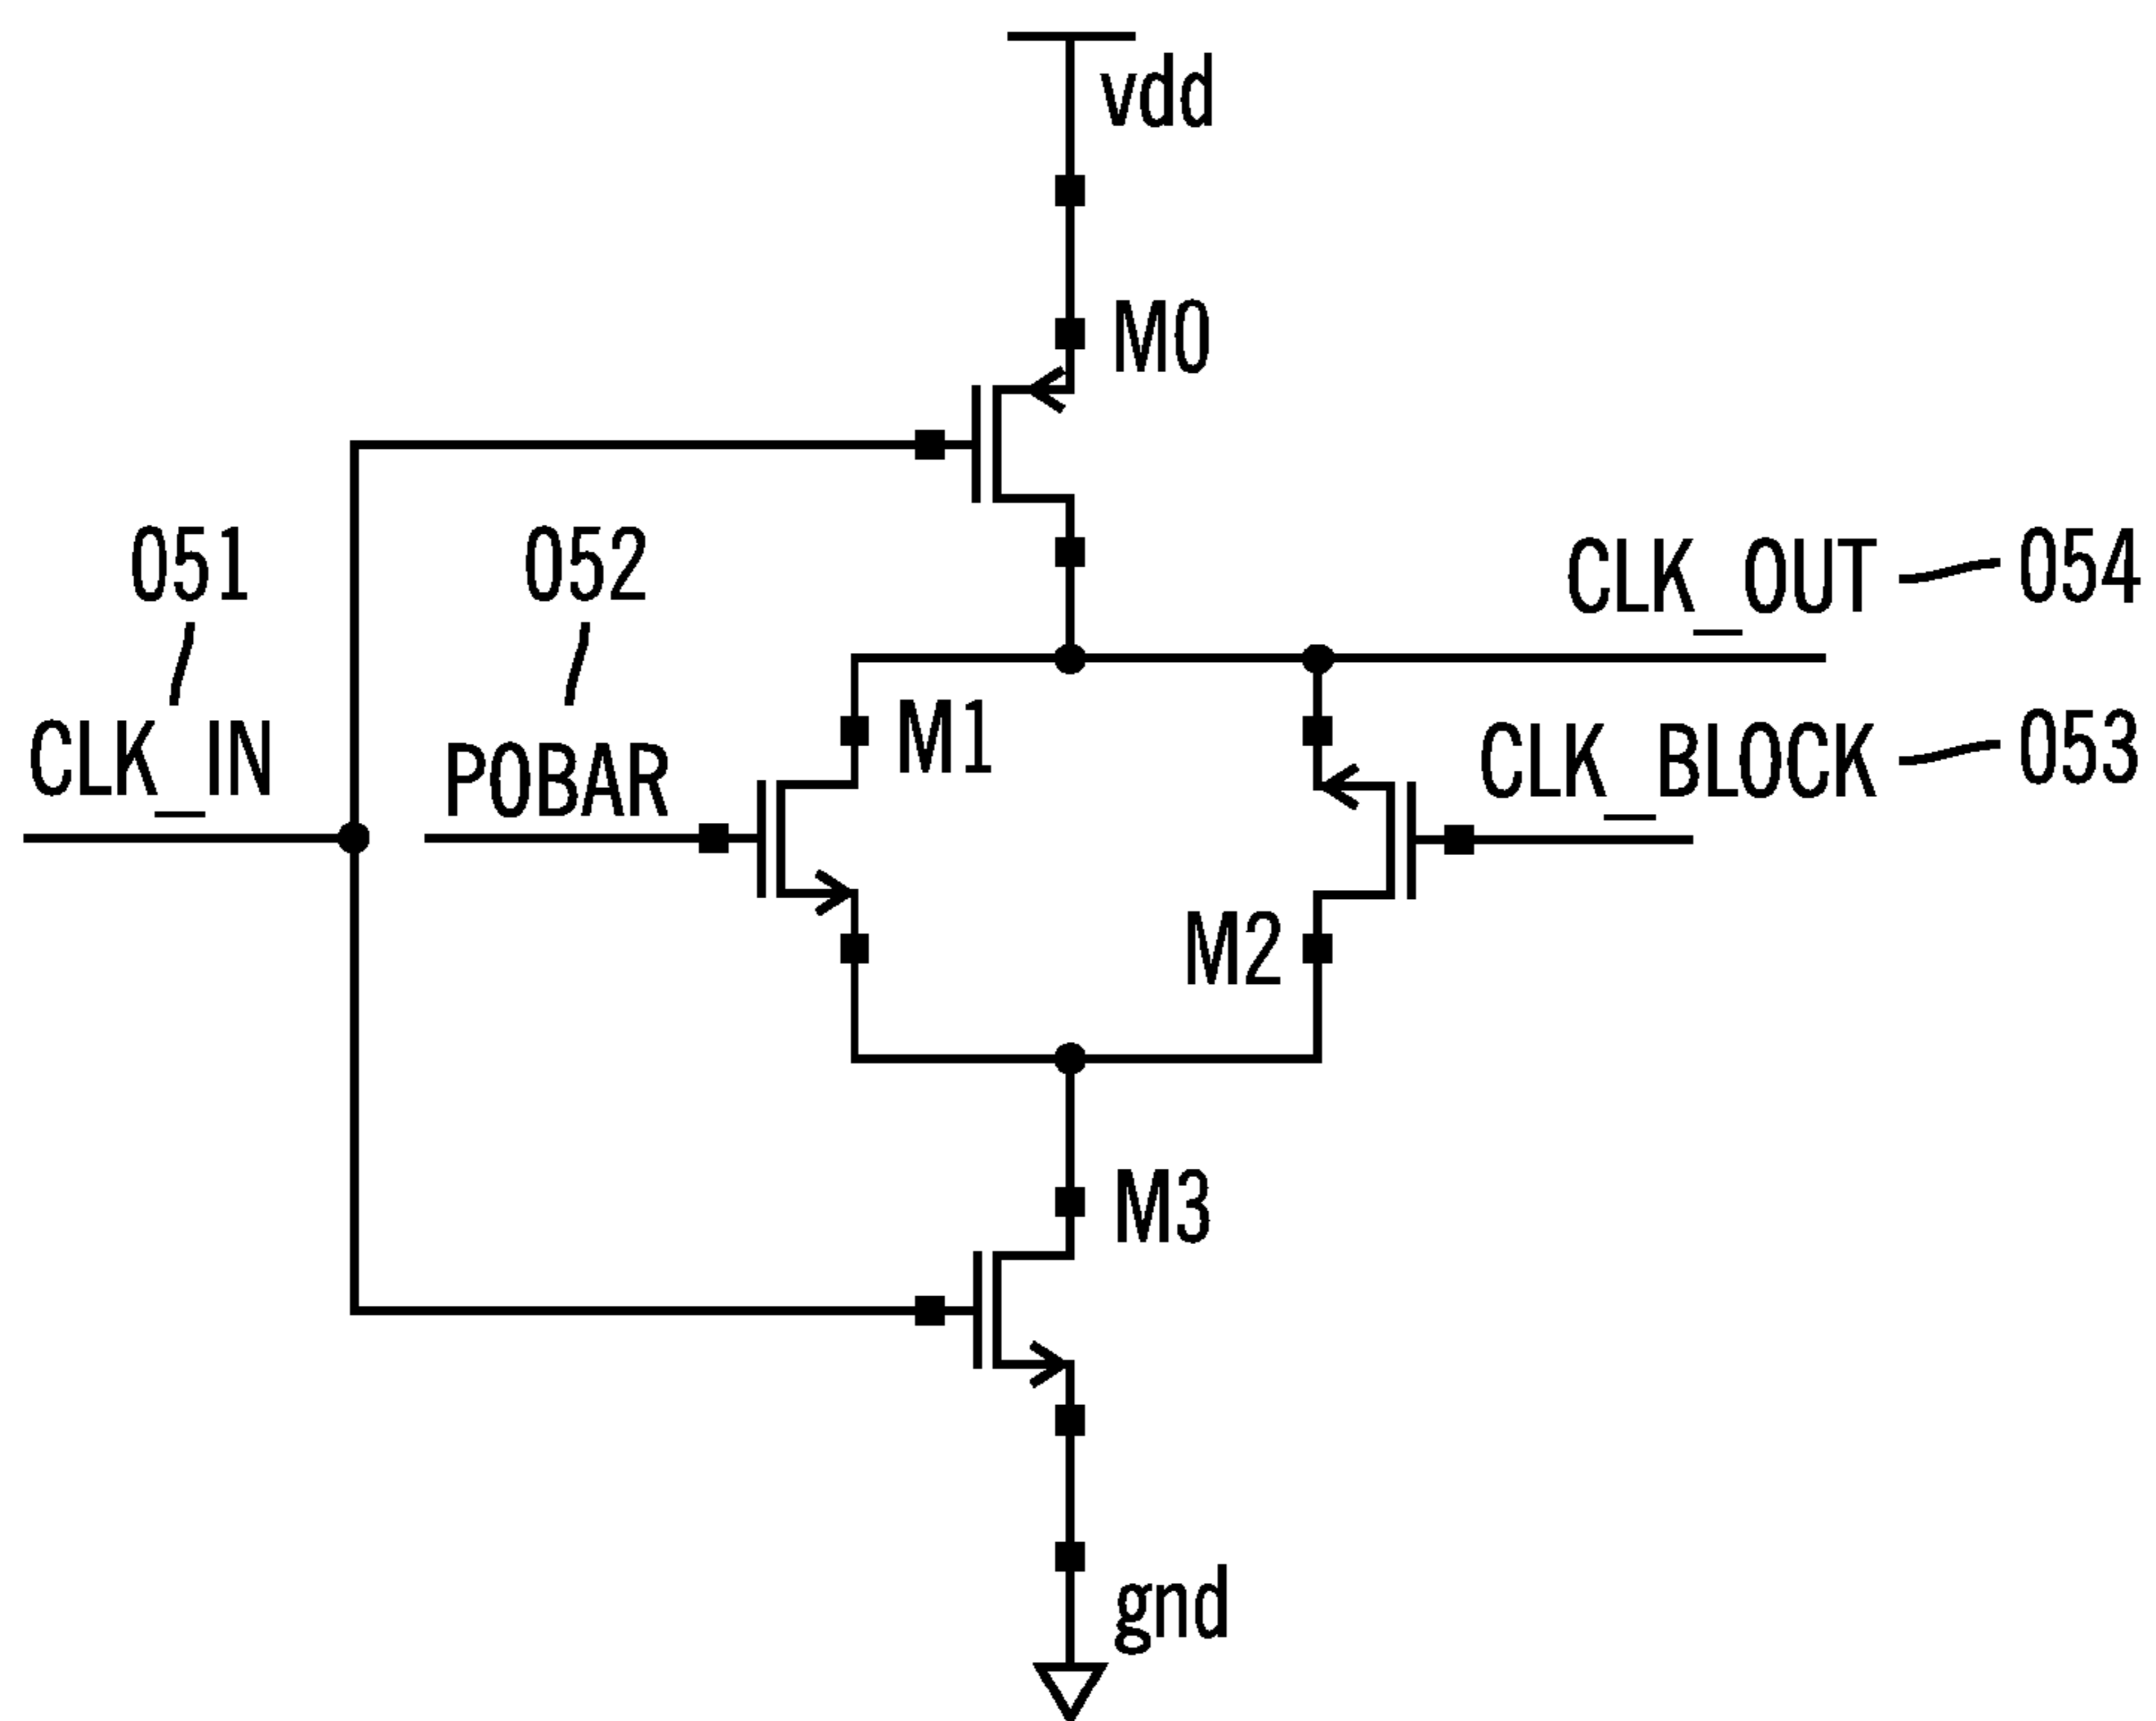 vdd
M0
051
052
CLK_OUT
054
CLK_IN
POBAR
M1
CLK_BLOCK
053
M2
M3
gnd